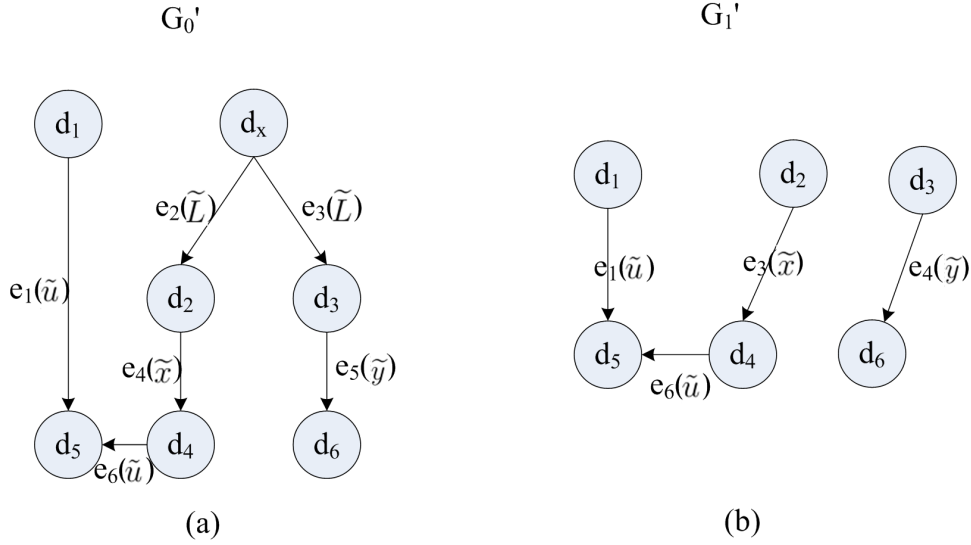 G₀'
d₁
dₓ
e₂(L̃)
e₃(L̃)
e₁(ũ)
d₂
d₃
e₄(x̃)
e₅(ỹ)
d₅
d₄
d₆
e₆(ũ)
(a)
G₁'
d₁
d₂
d₃
e₁(ũ)
e₃(x̃)
e₄(ỹ)
d₅
d₄
d₆
e₆(ũ)
(b)